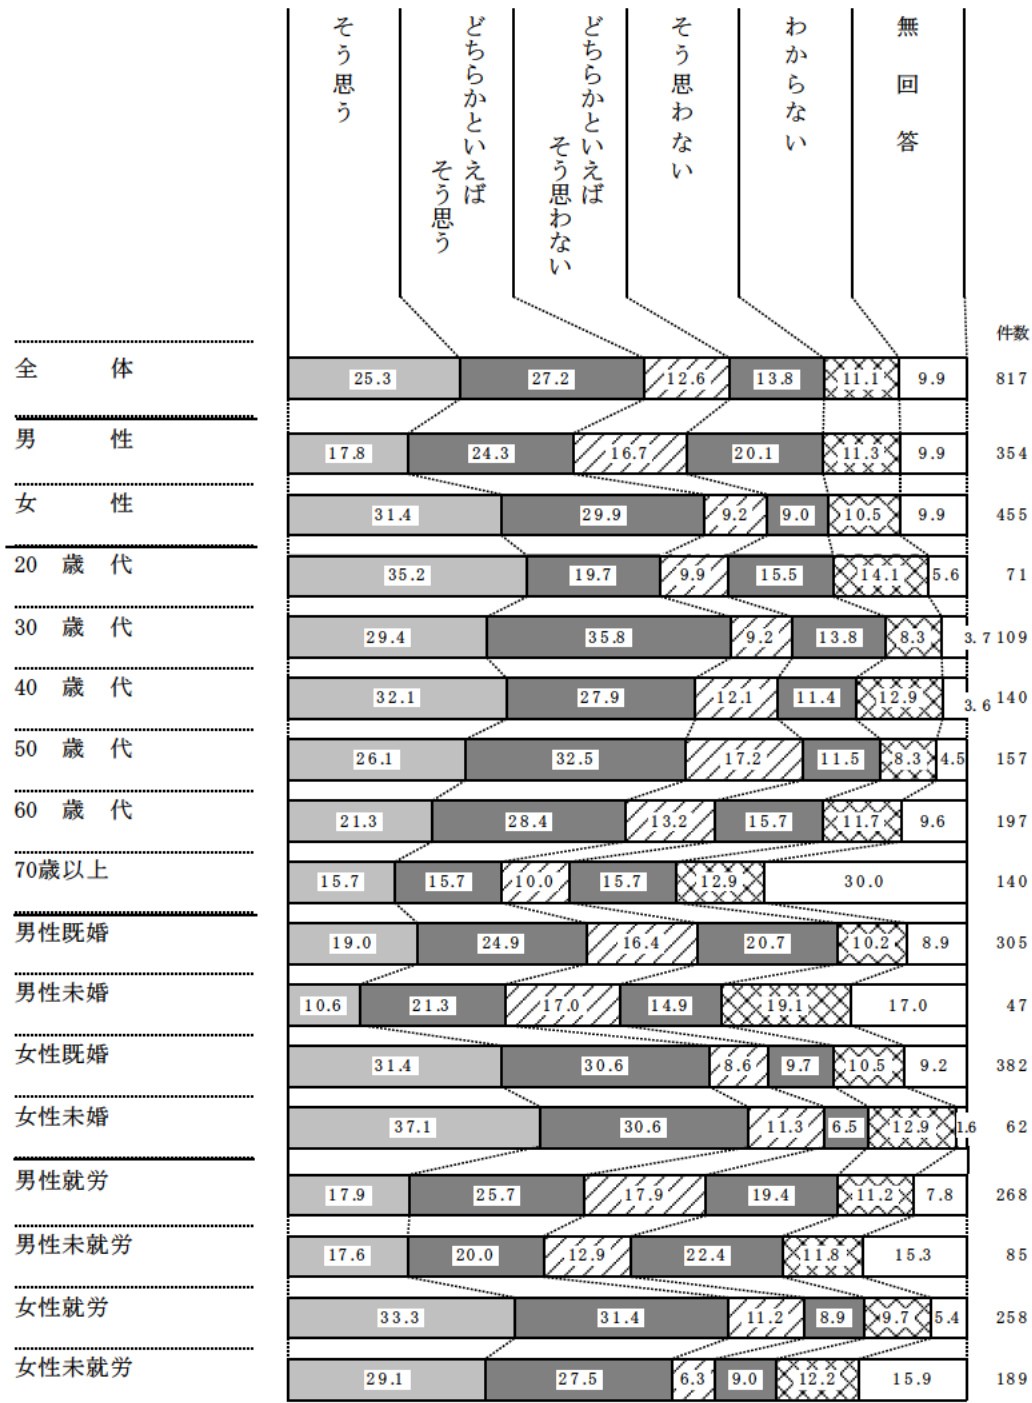 そう思う
どちらかといえば
そう思う
どちらかといえば
そう思わない
そう思わない
わからない
無回答
件数
全体 25.3 27.2 12.6 13.8 11.1 9.9 817
男性 17.8 24.3 16.7 20.1 11.3 9.9 354
女性 31.4 29.9 9.2 9.0 10.5 9.9 455
20歳代 35.2 19.7 9.9 15.5 14.1 5.6 71
30歳代 29.4 35.8 9.2 13.8 8.3 3.7 109
40歳代 32.1 27.9 12.1 11.4 12.9 3.6 140
50歳代 26.1 32.5 17.2 11.5 8.3 4.5 157
60歳代 21.3 28.4 13.2 15.7 11.7 9.6 197
70歳以上 15.7 15.7 10.0 15.7 12.9 30.0 140
男性既婚 19.0 24.9 16.4 20.7 10.2 8.9 305
男性未婚 10.6 21.3 17.0 14.9 19.1 17.0 47
女性既婚 31.4 30.6 8.6 9.7 10.5 9.2 382
女性未婚 37.1 30.6 11.3 6.5 12.9 1.6 62
男性就労 17.9 25.7 17.9 19.4 11.2 7.8 268
男性未就労 17.6 20.0 12.9 22.4 11.8 15.3 85
女性就労 33.3 31.4 11.2 8.9 9.7 5.4 258
女性未就労 29.1 27.5 6.3 9.0 12.2 15.9 189